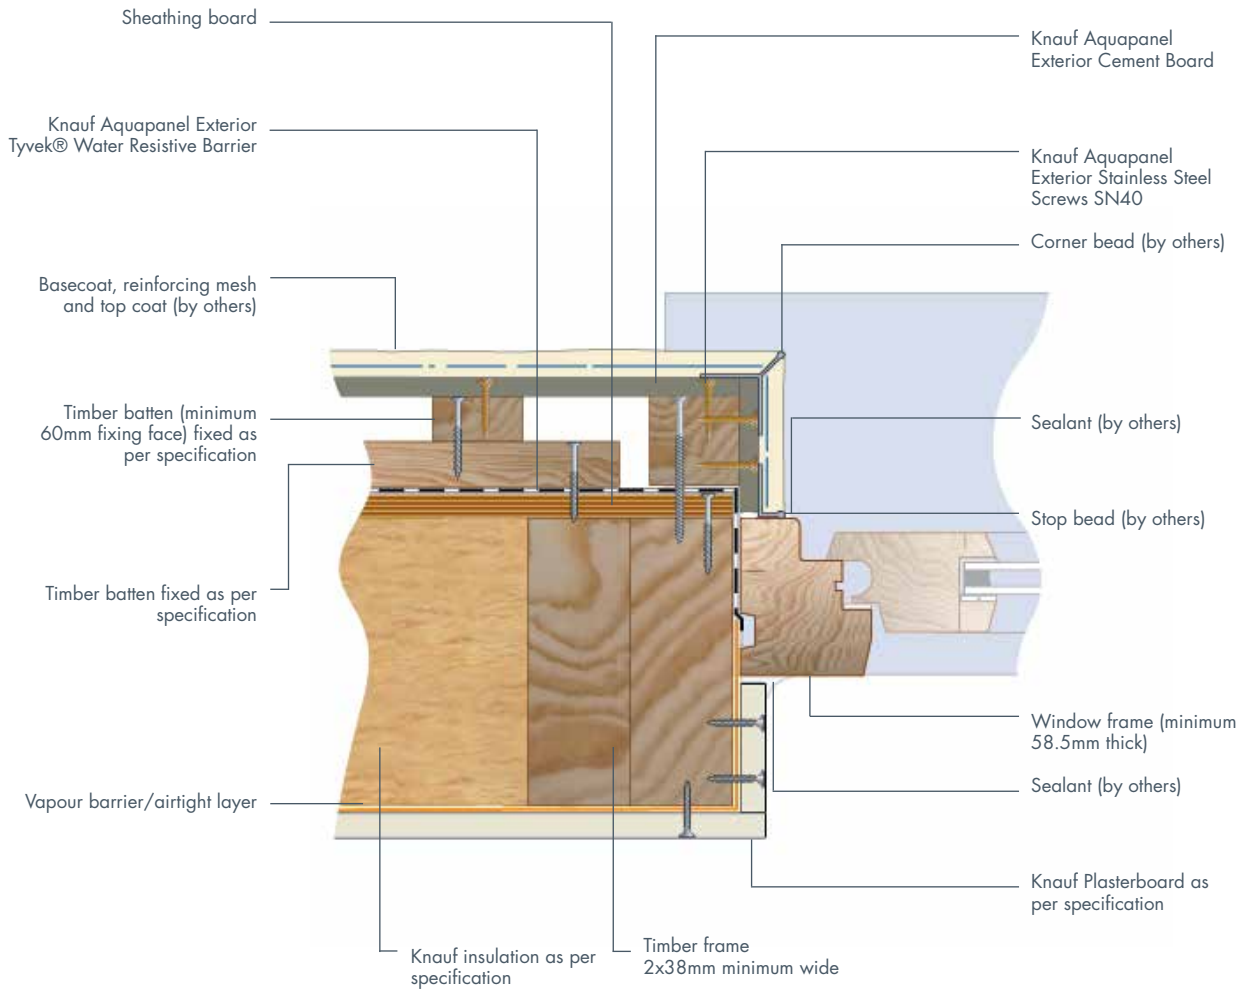 Sheathing board
Knauf Aquapanel
Exterior Cement Board
Knauf Aquapanel Exterior
Tyvek® Water Resistive Barrier
Knauf Aquapanel
Exterior Stainless Steel
Screws SN40
Corner bead (by others)
Basecoat, reinforcing mesh
and top coat (by others)
Timber batten (minimum
60mm fixing face) fixed as
per specification
Sealant (by others)
Stop bead (by others)
Timber batten fixed as per
specification
Window frame (minimum
58.5mm thick)
Sealant (by others)
Vapour barrier/airtight layer
Knauf Plasterboard as
per specification
Knauf insulation as per
specification
Timber frame
2x38mm minimum wide